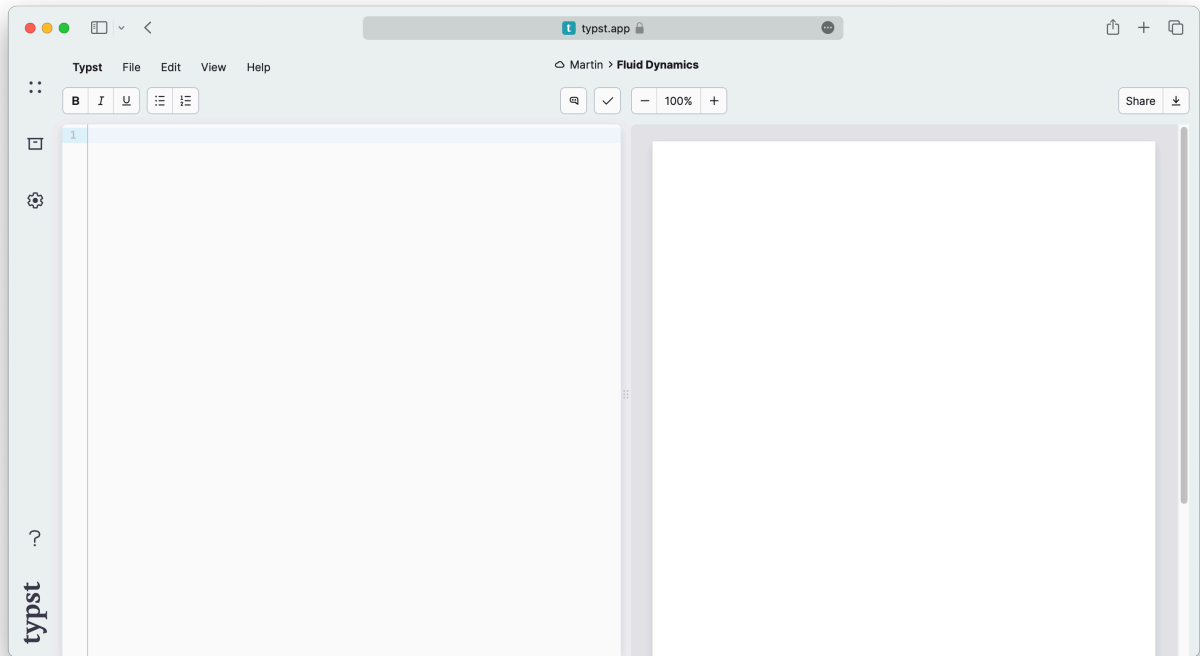 typst.app
Typst File Edit View Help
Martin > Fluid Dynamics
B I U
100%
Share
1
?
typst